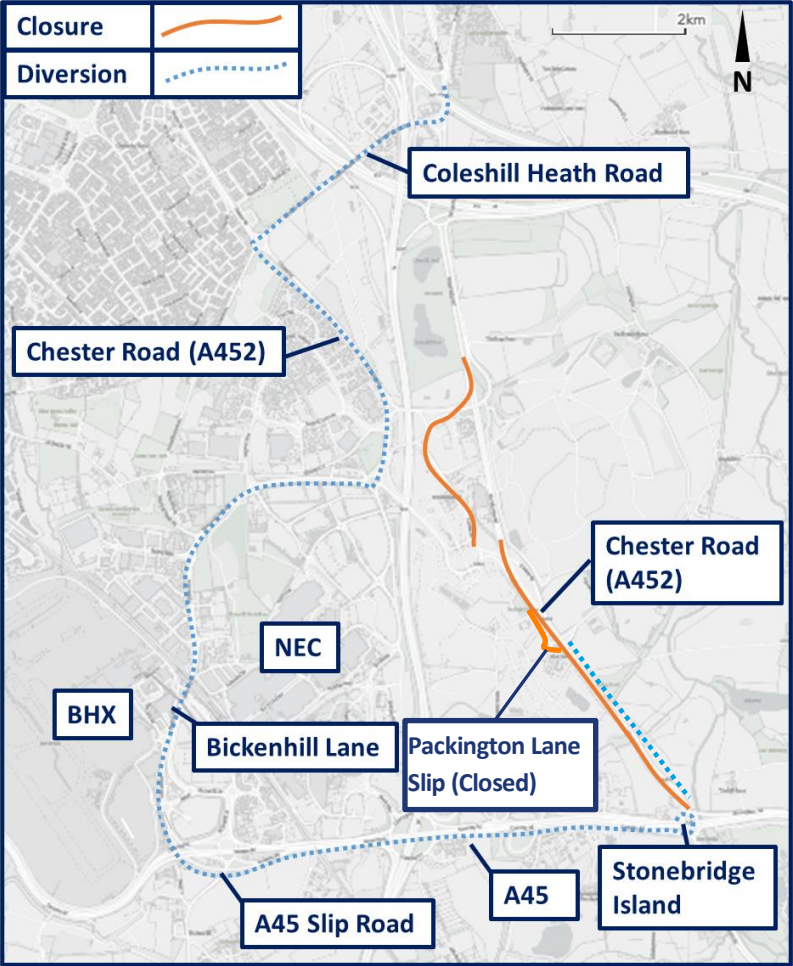 Closure
Diversion
2km
N
Coleshill Heath Road
Chester Road (A452)
Chester Road
(A452)
NEC
BHX
Bickenhill Lane
Packington Lane
Slip (Closed)
Stonebridge
Island
A45
A45 Slip Road